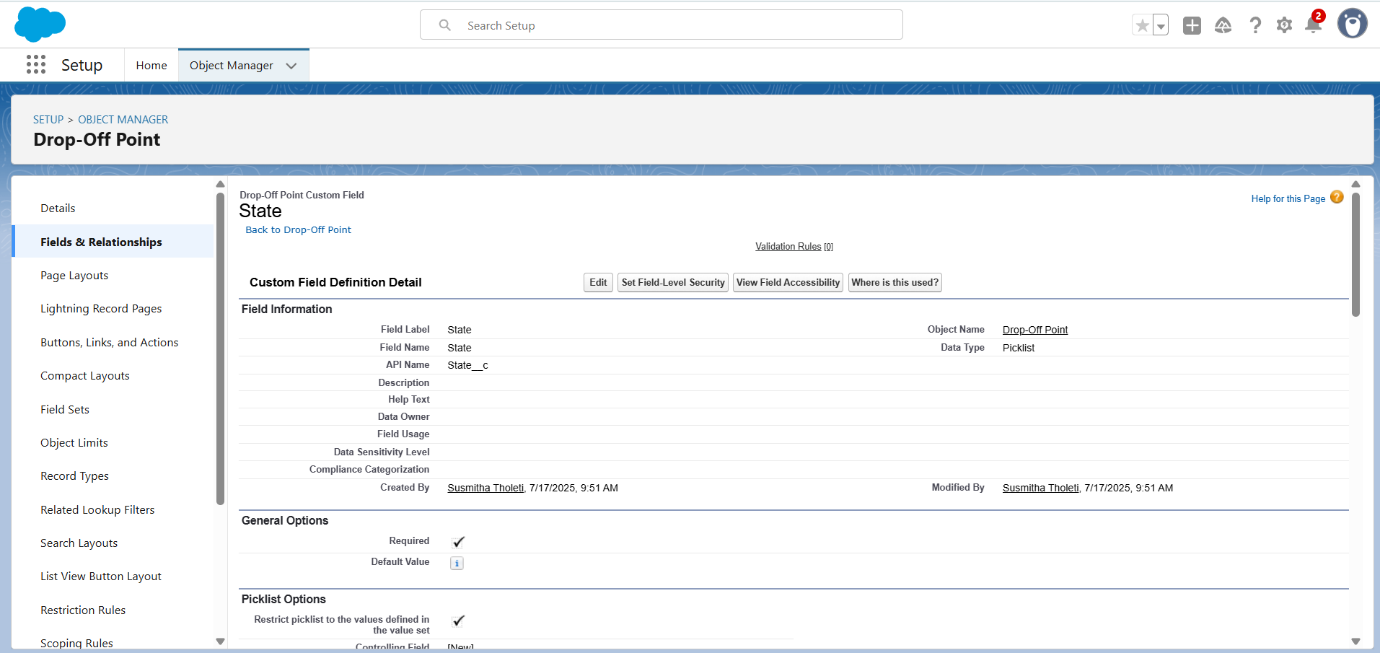 Search Setup
2
Setup
Home
Object Manager
SETUP > OBJECT MANAGER
Drop-Off Point
Details
Fields & Relationships
Page Layouts
Lightning Record Pages
Buttons, Links, and Actions
Compact Layouts
Field Sets
Object Limits
Record Types
Related Lookup Filters
Search Layouts
List View Button Layout
Restriction Rules
Scoping Rules
Drop-Off Point Custom Field
State
Back to Drop-Off Point
Help for this Page ?
Validation Rules [0]
Custom Field Definition Detail
Edit Set Field-Level Security View Field Accessibility Where is this used?
Field Information
Field Label State Object Name Drop-Off Point
Field Name State Data Type Picklist
API Name State__c
Description
Help Text
Data Owner
Field Usage
Data Sensitivity Level
Compliance Categorization
Created By Susmitha Tholeti, 7/17/2025, 9:51 AM Modified By Susmitha Tholeti, 7/17/2025, 9:51 AM
General Options
Required
Default Value
Picklist Options
Restrict picklist to the values defined in
the value set
Controlling Field [New]